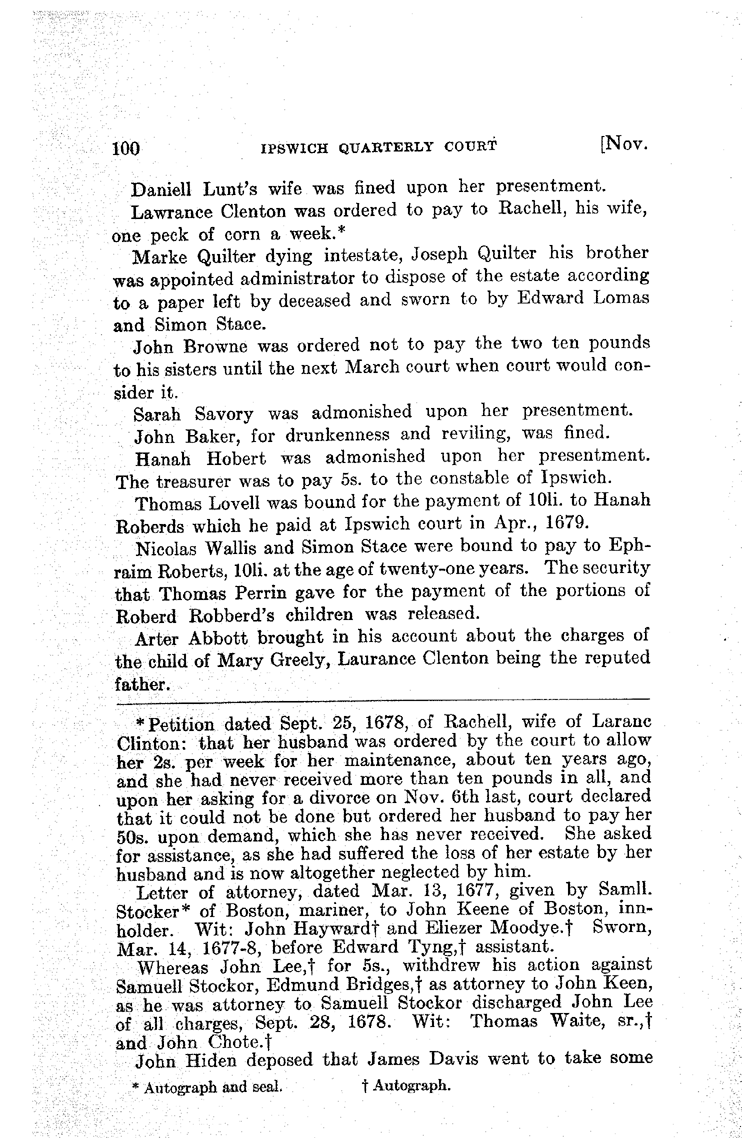 100 IPSWICH QUARTERLY COURT [Nov.
Daniell Lunt's wife was fined upon her presentment.
Lawrance Clenton was ordered to pay to Rachell, his wife,
one peck of corn a week.*
Marke Quilter dying intestate, Joseph Quilter his brother
was appointed administrator to dispose of the estate according
to a paper left by deceased and sworn to by Edward Lomas
and Simon Stace.
John Browne was ordered not to pay the two ten pounds
to his sisters until the next March court when court would con-
sider it.
Sarah Savory was admonished upon her presentment.
John Baker, for drunkenness and reviling, was fined.
Hanah Hobert was admonished upon her presentment.
The treasurer was to pay 5s. to the constable of Ipswich.
Thomas Lovell was bound for the payment of 10li. to Hanah
Roberds which he paid at Ipswich court in Apr., 1679.
Nicolas Wallis and Simon Stace were bound to pay to Eph-
raim Roberts, 10li. at the age of twenty-one years. The security
that Thomas Perrin gave for the payment of the portions of
Roberd Robberd's children was released.
Arter Abbott brought in his account about the charges of
the child of Mary Greely, Laurance Clenton being the reputed
father.
*Petition dated Sept. 25, 1678, of Rachell, wife of Laranc
Clinton: that her husband was ordered by the court to allow
her 2s. per week for her maintenance, about ten years ago,
and she had never received more than ten pounds in all, and
upon her asking for a divorce on Nov. 6th last, court declared
that it could not be done but ordered her husband to pay her
50s. upon demand, which she has never received. She asked
for assistance, as she had suffered the loss of her estate by her
husband and is now altogether neglected by him.
Letter of attorney, dated Mar. 13, 1677, given by Samll.
Stocker* of Boston, mariner, to John Keene of Boston, inn-
holder. Wit: John Hayward† and Eliezer Moodye.† Sworn,
Mar. 14, 1677-8, before Edward Tyng,† assistant.
Whereas John Lee,† for 5s., withdrew his action against
Samuell Stockor, Edmund Bridges,† as attorney to John Keen,
as he was attorney to Samuell Stockor discharged John Lee
of all charges, Sept. 28, 1678. Wit: Thomas Waite, sr.,†
and John Chote.†
John Hiden deposed that James Davis went to take some
* Autograph and seal. † Autograph.